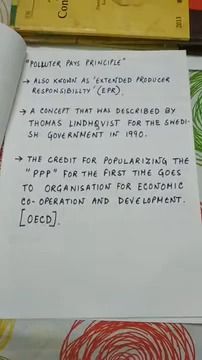 "POLLUTER PAYS PRINCIPLE"
→ ALSO KNOWN AS 'EXTENDED PRODUCER
RESPONSIBILLTY' (EPR).
→ A CONCEPT THAT WAS DESCRIBED BY
THOMAS LINDHQVIST FOR THE SWEDI-
SH GOVERNMENT IN 1990.
→ THE CREDIT FOR POPULARIZING THE
"PPP" FOR THE FIRST TIME GOES
TO ORGANISATION FOR ECONOMIC
CO-OPERATION AND DEVELOPMENT.
[OECD].